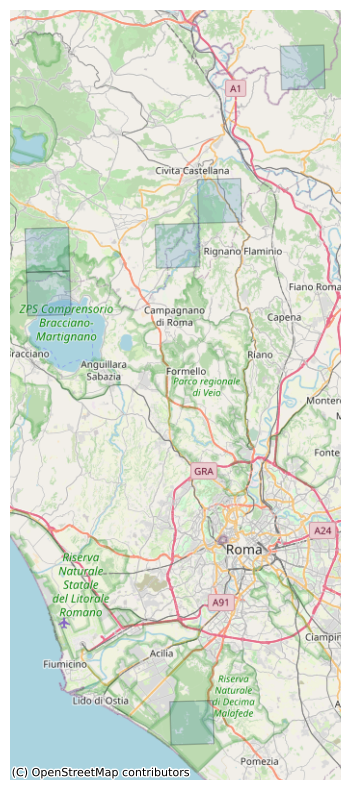 A1
Civita Castellana
Rignano Flaminio
Fiano Roma
ZPS Comprensorio
Bracciano-
Martignano
Campagnano
di Roma
Capena
Bracciano
Riano
Anguillara
Sabazia
Formello
Parco regionale
di Veio
Monter
Fonte
GRA
A24
Roma
Riserva
Naturale
Statale
del Litorale
Romano
A91
Ciampin
Acilia
Fiumicino
Riserva
Naturale
di Decima
Malafede
Lido di Ostia
A
Pomezia
(C) OpenStreetMap contributors